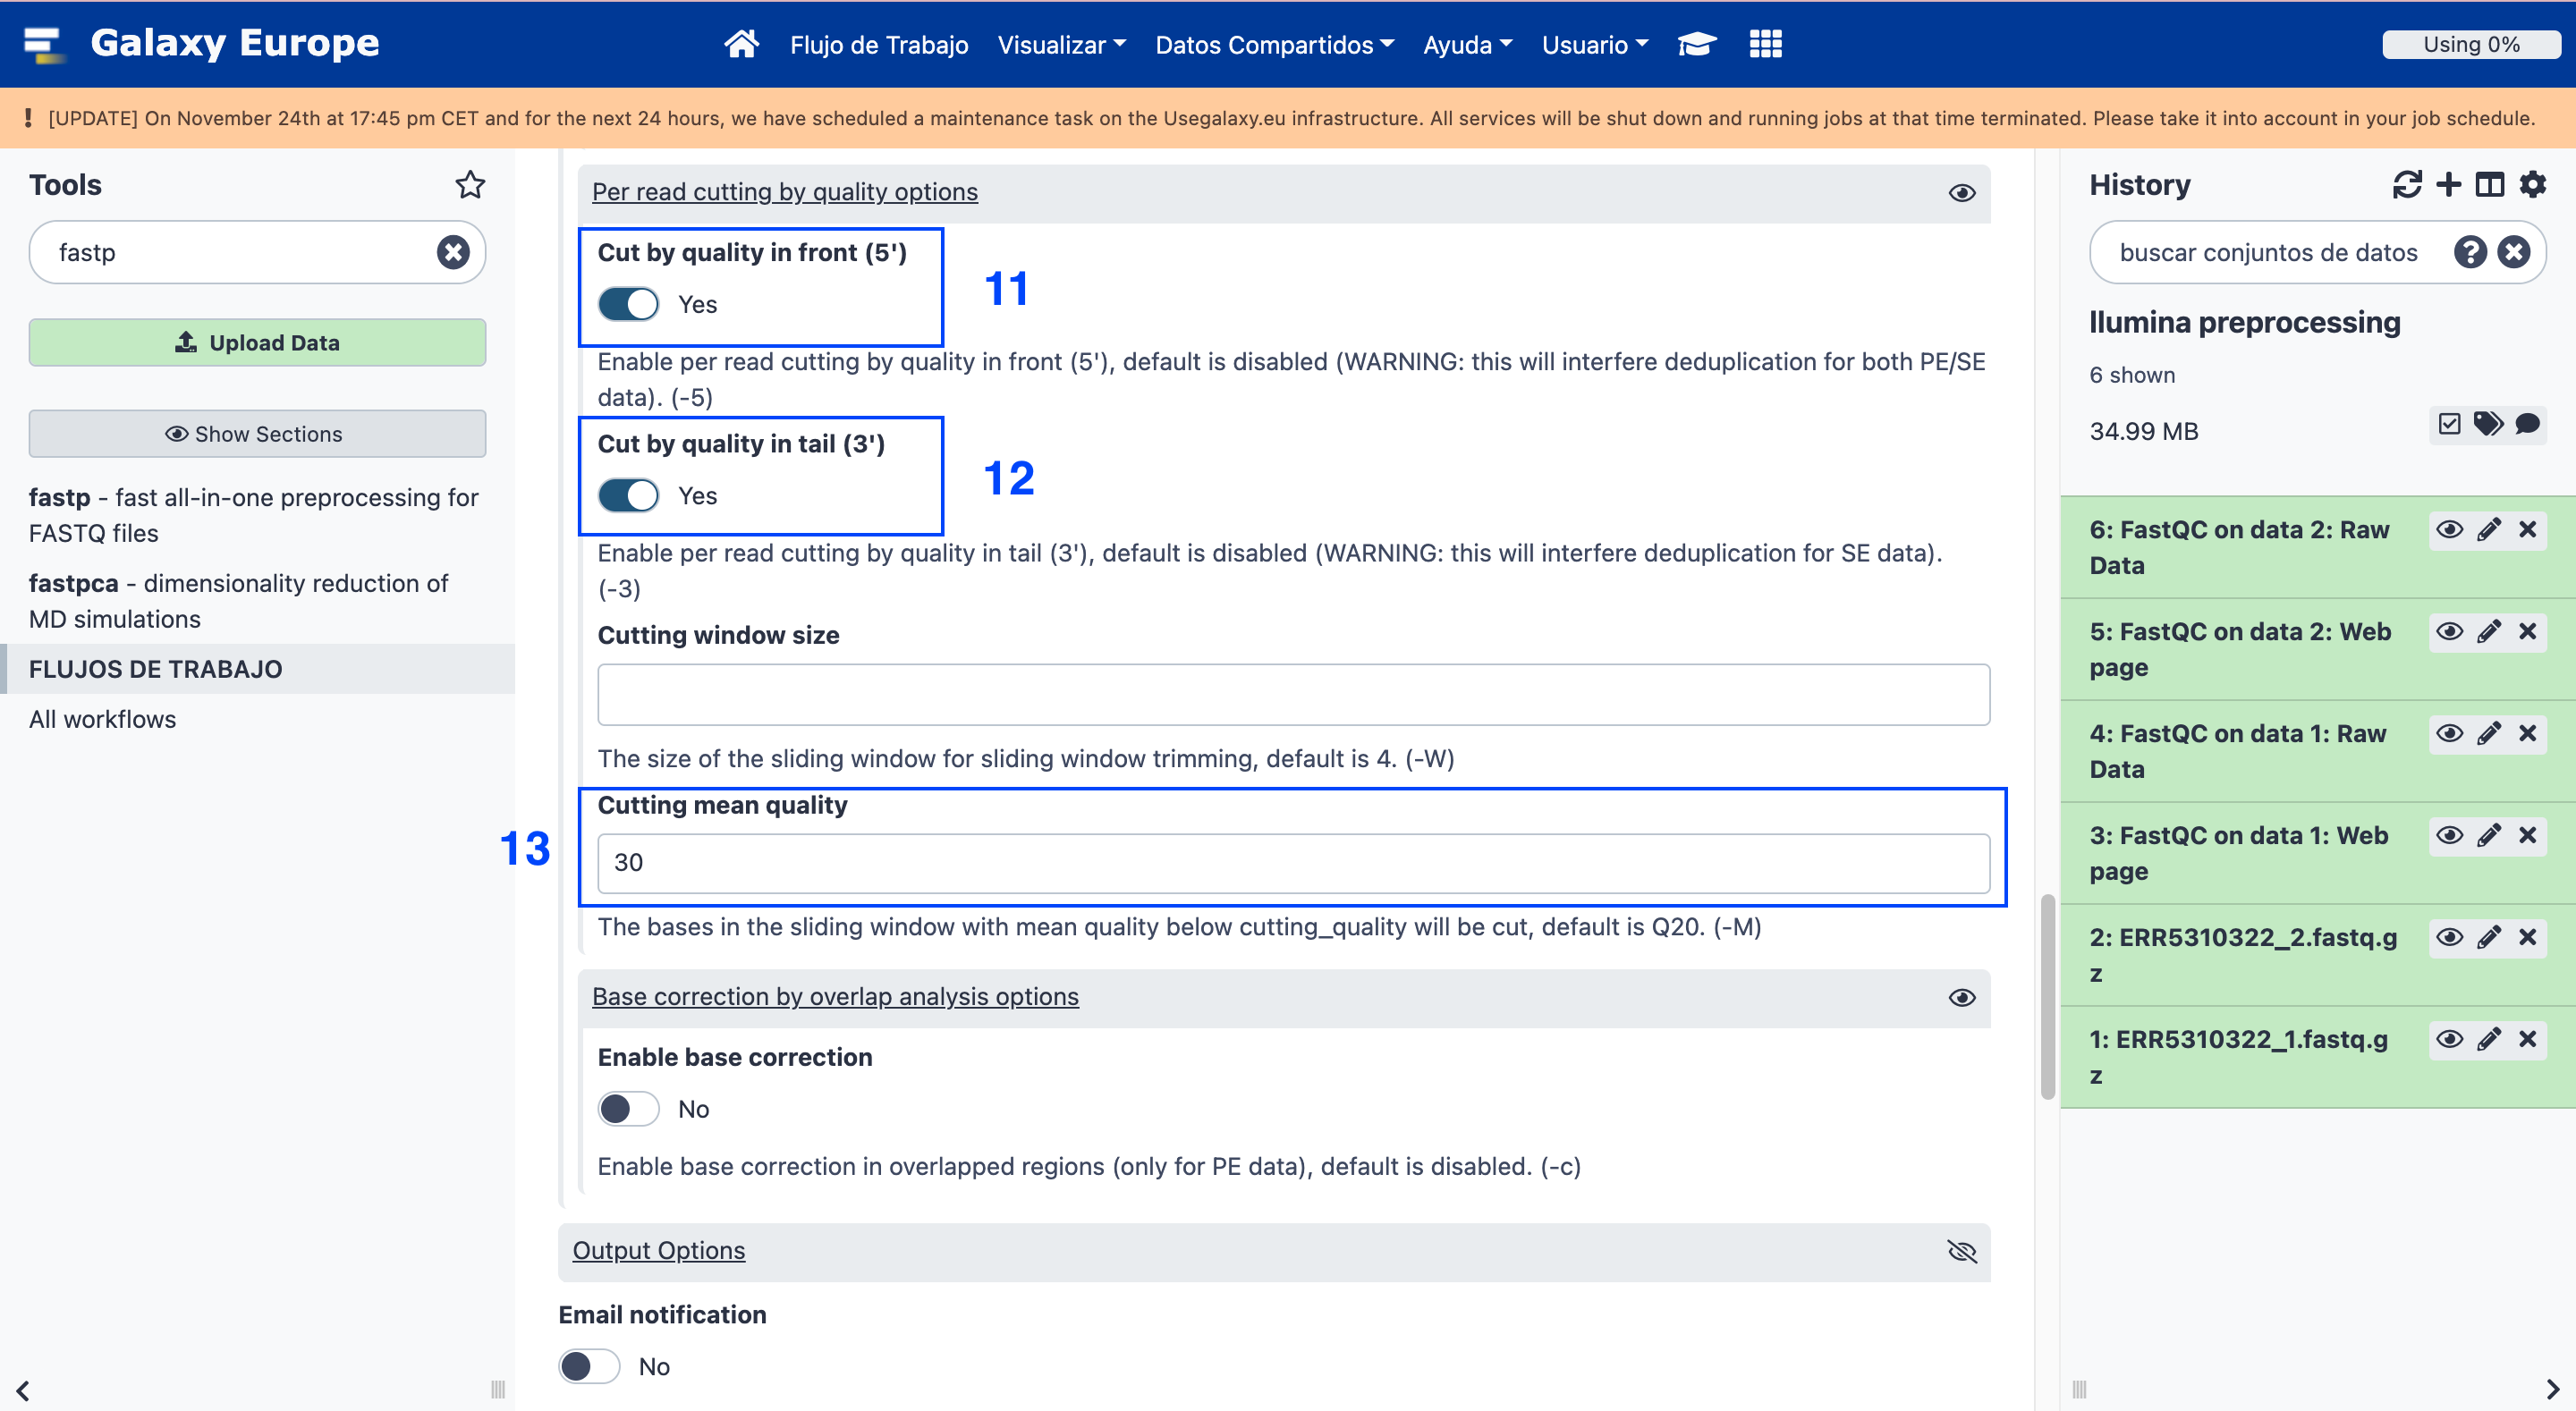 Galaxy Europe
Flujo de Trabajo
Visualizar
Datos Compartidos
Ayuda
Usuario
Using 0%
[UPDATE] On November 24th at 17:45 pm CET and for the next 24 hours, we have scheduled a maintenance task on the Usegalaxy.eu infrastructure. All services will be shut down and running jobs at that time terminated. Please take it into account in your job schedule.
Tools
fastp
Upload Data
Show Sections
fastp - fast all-in-one preprocessing for
FASTQ files
fastpca - dimensionality reduction of
MD simulations
FLUJOS DE TRABAJO
All workflows
Per read cutting by quality options
Cut by quality in front (5')
Yes
11
Enable per read cutting by quality in front (5'), default is disabled (WARNING: this will interfere deduplication for both PE/SE
data). (-5)
Cut by quality in tail (3')
Yes
12
Enable per read cutting by quality in tail (3'), default is disabled (WARNING: this will interfere deduplication for SE data).
(-3)
Cutting window size
The size of the sliding window for sliding window trimming, default is 4. (-W)
Cutting mean quality
13
30
The bases in the sliding window with mean quality below cutting_quality will be cut, default is Q20. (-M)
Base correction by overlap analysis options
Enable base correction
No
Enable base correction in overlapped regions (only for PE data), default is disabled. (-c)
Output Options
Email notification
No
History
buscar conjuntos de datos
Ilumina preprocessing
6 shown
34.99 MB
6: FastQC on data 2: Raw
Data
5: FastQC on data 2: Web
page
4: FastQC on data 1: Raw
Data
3: FastQC on data 1: Web
page
2: ERR5310322_2.fastq.g
z
1: ERR5310322_1.fastq.g
z